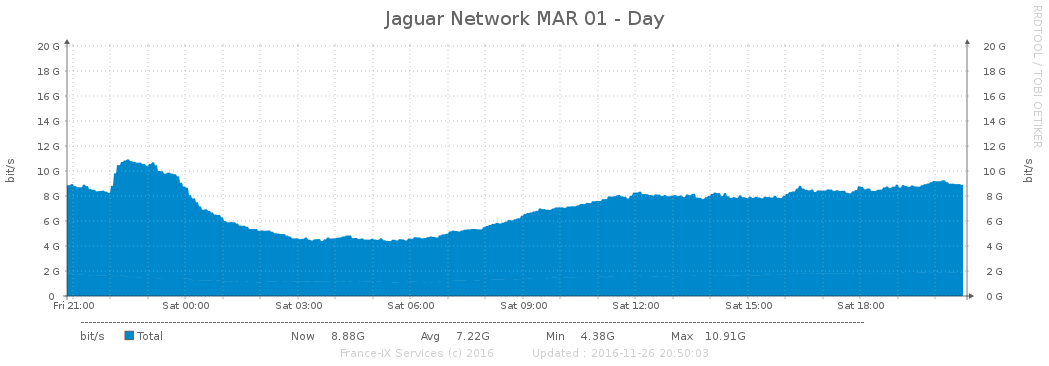 Jaguar Network MAR 01 - Day
RRDTOOL / TOBI OETIKER
bit/s
20 G 20 G
18 G 18 G
16 G 16 G
14 G 14 G
12 G 12 G
10 G 10 G
8 G 8 G
6 G 6 G
4 G 4 G
2 G 2 G
0 0 G
bit/s
Fri 21:00 Sat 00:00 Sat 03:00 Sat 06:00 Sat 09:00 Sat 12:00 Sat 15:00 Sat 18:00
bit/s Total Now 8.88G Avg 7.22G Min 4.38G Max 10.91G
France-IX Services (c) 2016 Updated : 2016-11-26 20:50:03